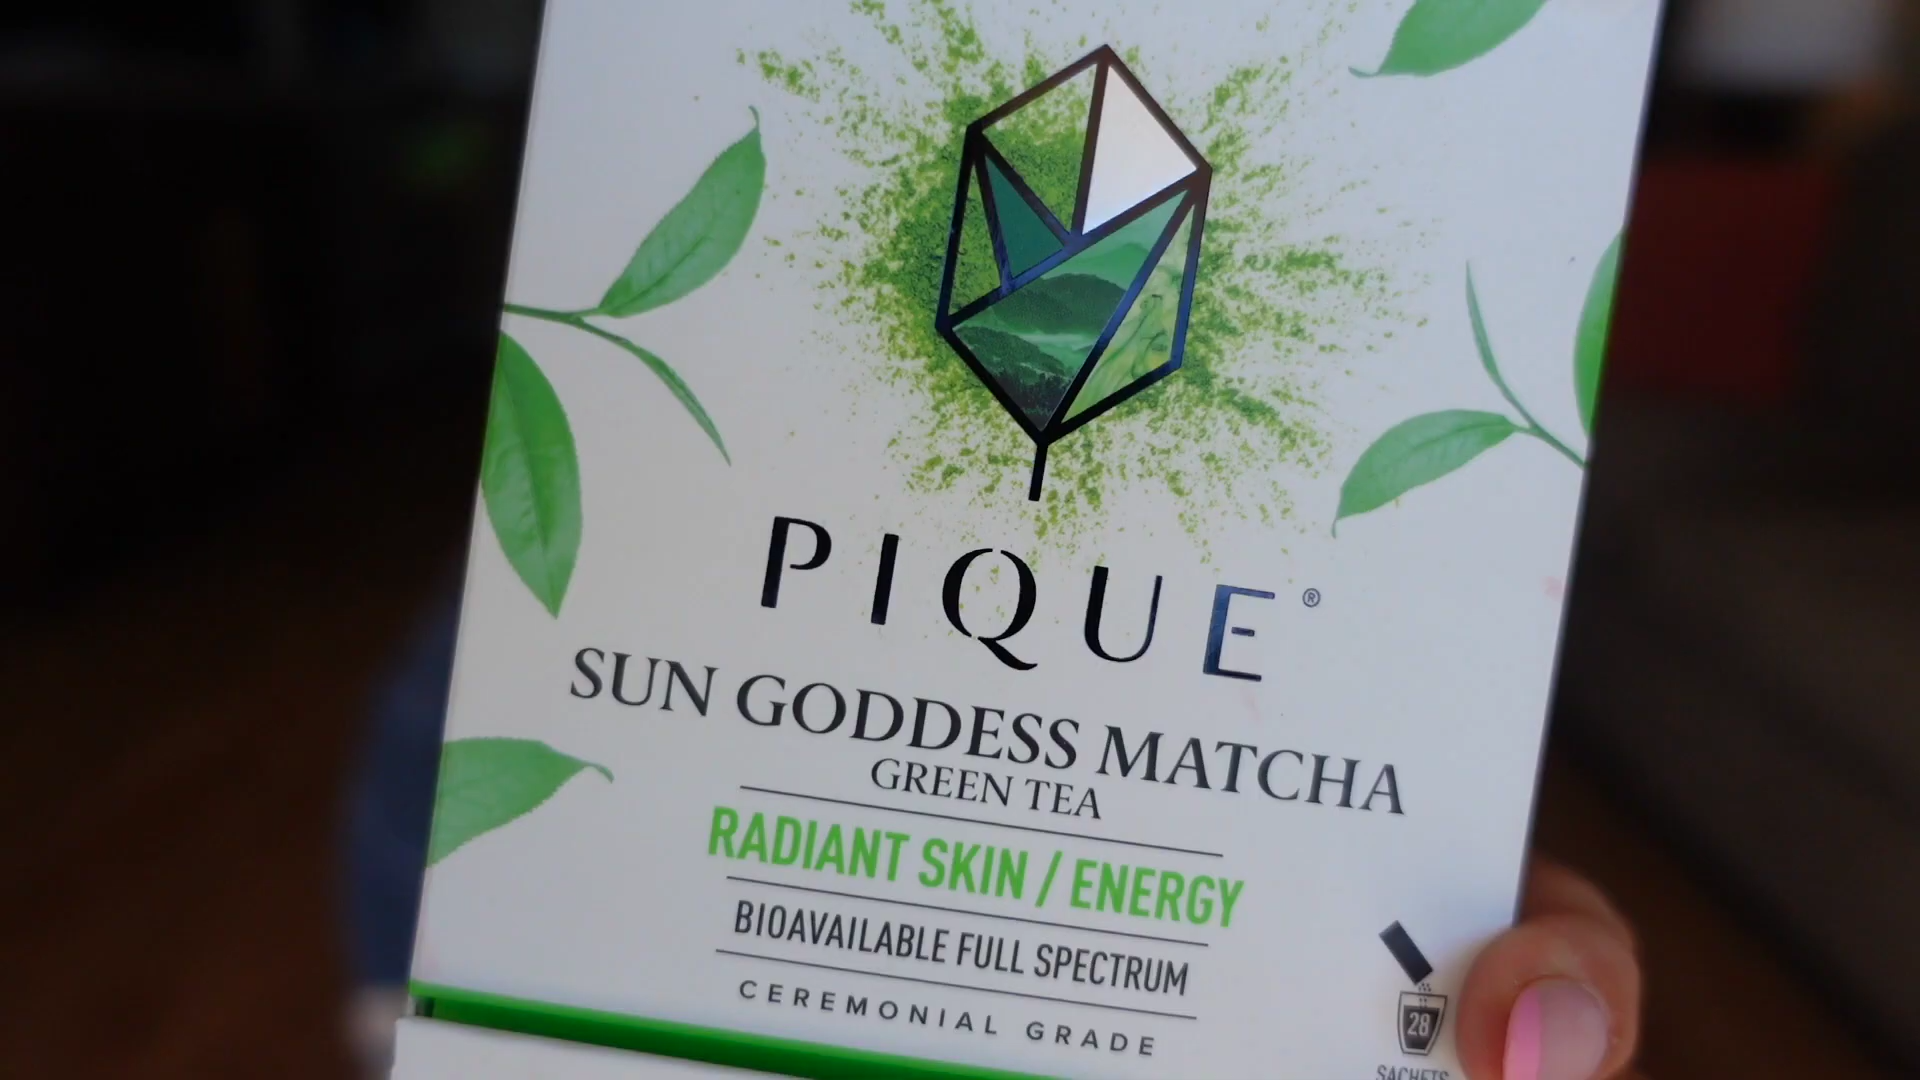 PIQUE®
SUN GODDESS MATCHA
GREEN TEA
RADIANT SKIN / ENERGY
BIOAVAILABLE FULL SPECTRUM
CEREMONIAL GRADE
28
SACHETS